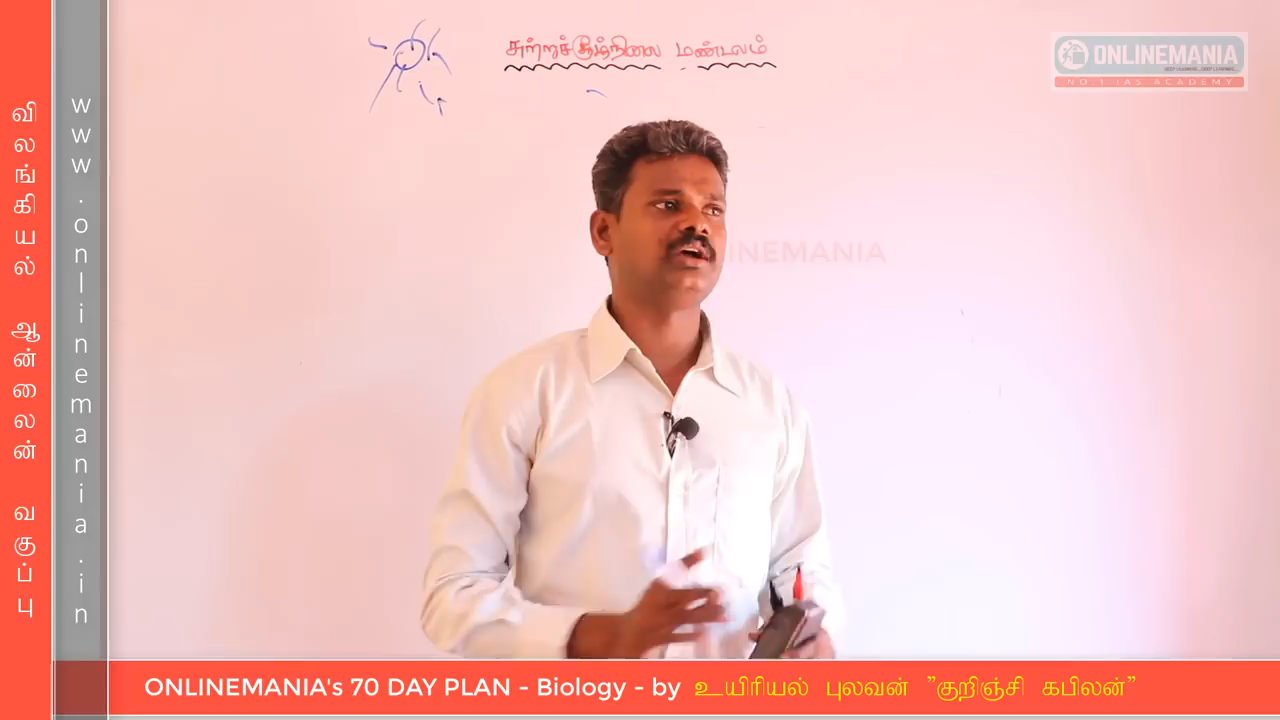 சுற்றுச்சூழ்நிலை மண்டலம்
ONLINEMANIA
NO.1 IAS ACADEMY
INEMANIA
விலங்கியல் ஆன்லைன் வகுப்பு
www.onlinemania.in
ONLINEMANIA's 70 DAY PLAN - Biology - by உயிரியல் புலவன் "குறிஞ்சி கபிலன்"